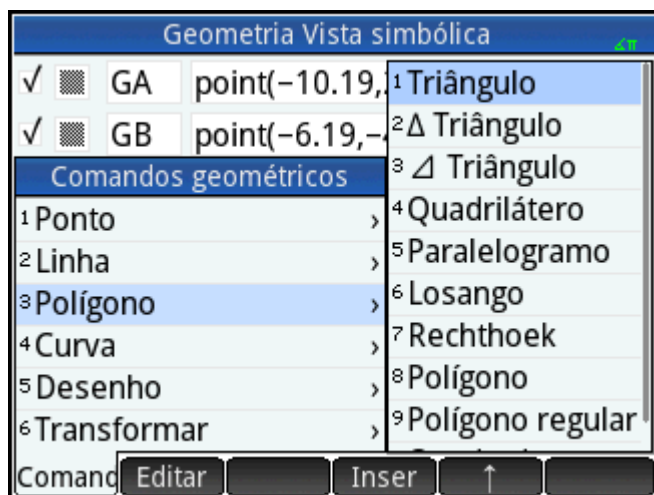 Geometria Vista simbólica
∡π
√ GA point(-10.19,
√ GB point(-6.19,-
Comandos geométricos
1 Ponto ›
2 Linha ›
3 Polígono ›
4 Curva ›
5 Desenho ›
6 Transformar ›
1 Triângulo
2 Δ Triângulo
3 ⊿ Triângulo
4 Quadrilátero
5 Paralelogramo
6 Losango
7 Rechthoek
8 Polígono
9 Polígono regular
Comand Editar Inser ↑